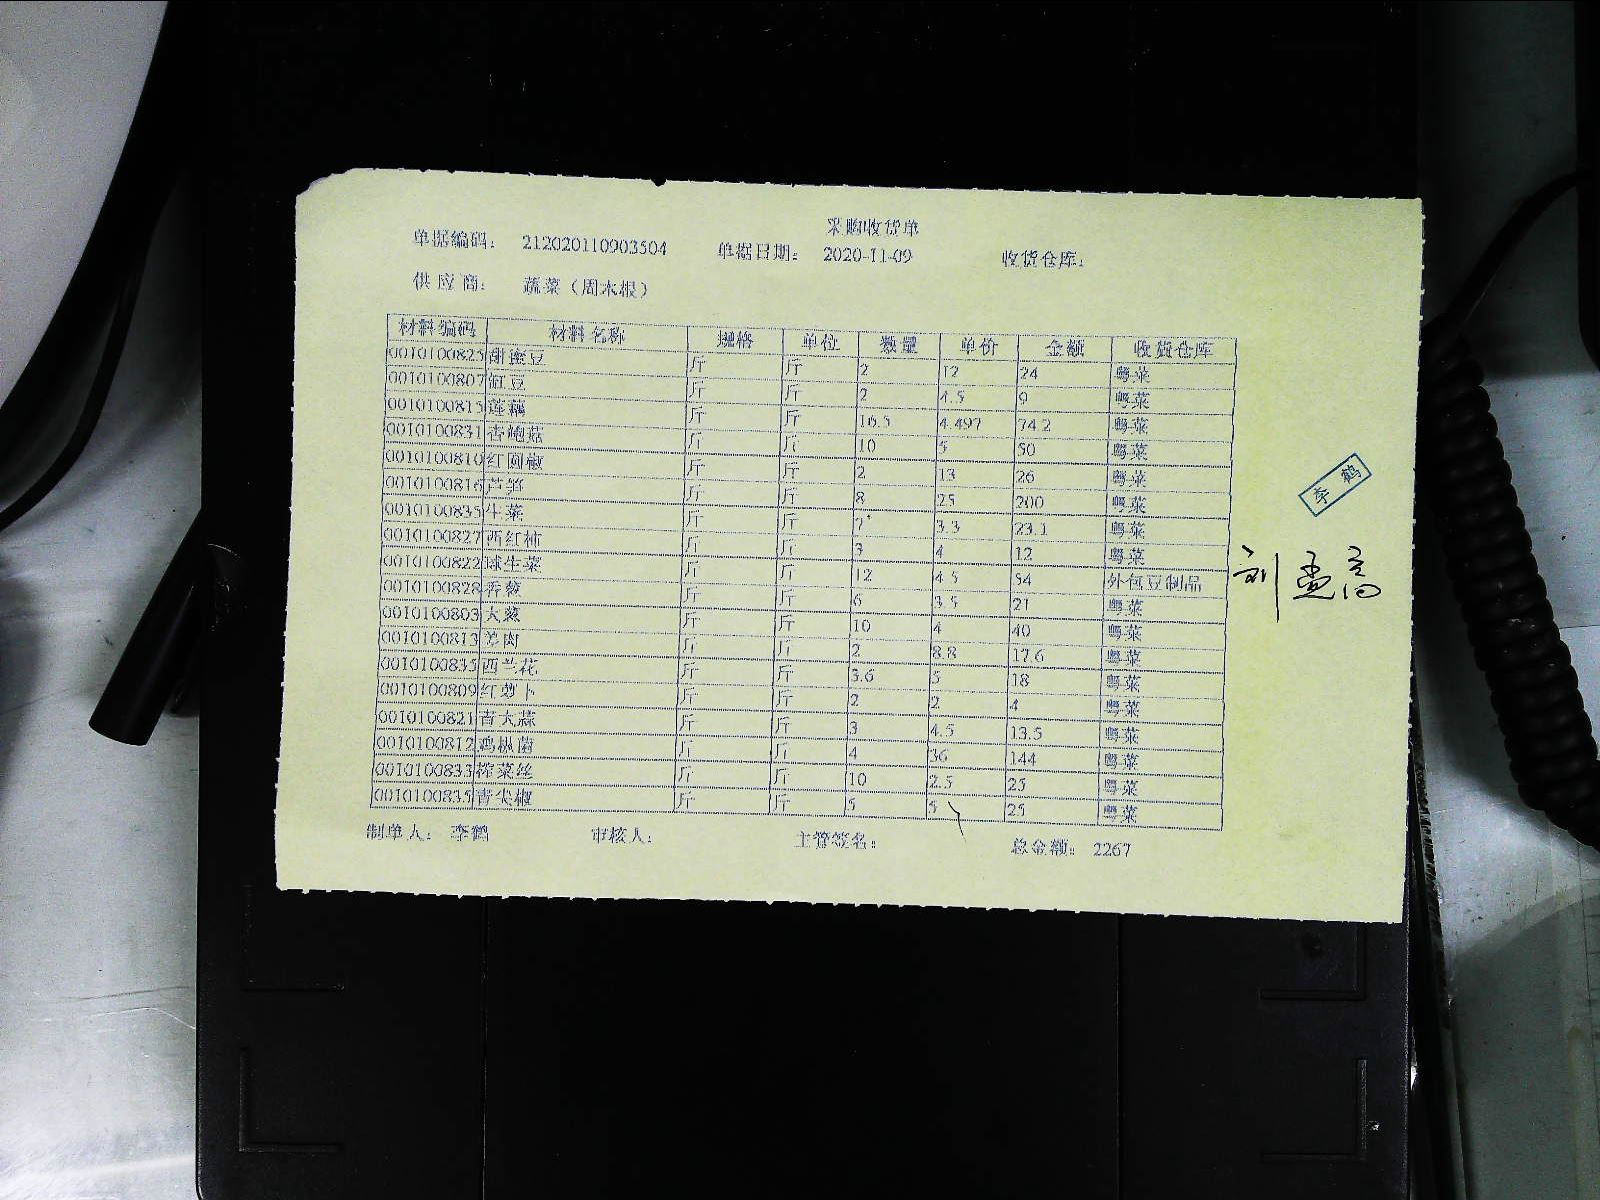 采购收货单
单据编码： 212020110903504 单据日期： 2020-11-09 收货仓库：
供 应 商： 蔬菜（周木根）
材料编码 材料名称 规格 单位 数量 单价 金额 收货仓库
0010100825 甜蜜豆 斤 斤 2 12 24 粤菜
0010100807 豇豆 斤 斤 2 4.5 9 粤菜
0010100815 莲藕 斤 斤 16.5 4.497 74.2 粤菜
0010100831 杏鲍菇 斤 斤 10 5 50 粤菜
0010100810 红圆椒 斤 斤 2 13 26 粤菜
0010100816 芦笋 斤 斤 8 25 200 粤菜
0010100835 生菜 斤 斤 7 3.3 23.1 粤菜
0010100827 西红柿 斤 斤 3 4 12 粤菜
0010100822 球生菜 斤 斤 12 4.5 54 外包豆制品
0010100828 香葱 斤 斤 6 3.5 21 粤菜
0010100803 大葱 斤 斤 10 4 40 粤菜
0010100813 姜肉 斤 斤 2 8.8 17.6 粤菜
0010100835 西兰花 斤 斤 3.6 5 18 粤菜
0010100809 红萝卜 斤 斤 2 2 4 粤菜
0010100821 青大蒜 斤 斤 3 4.5 13.5 粤菜
0010100812 鸡枞菌 斤 斤 4 36 144 粤菜
0010100833 榨菜丝 斤 斤 10 2.5 25 粤菜
0010100835 青尖椒 斤 斤 5 5 25 粤菜
制单人： 李鹤 审核人： 主管签名： 总金额： 2267
李鹤